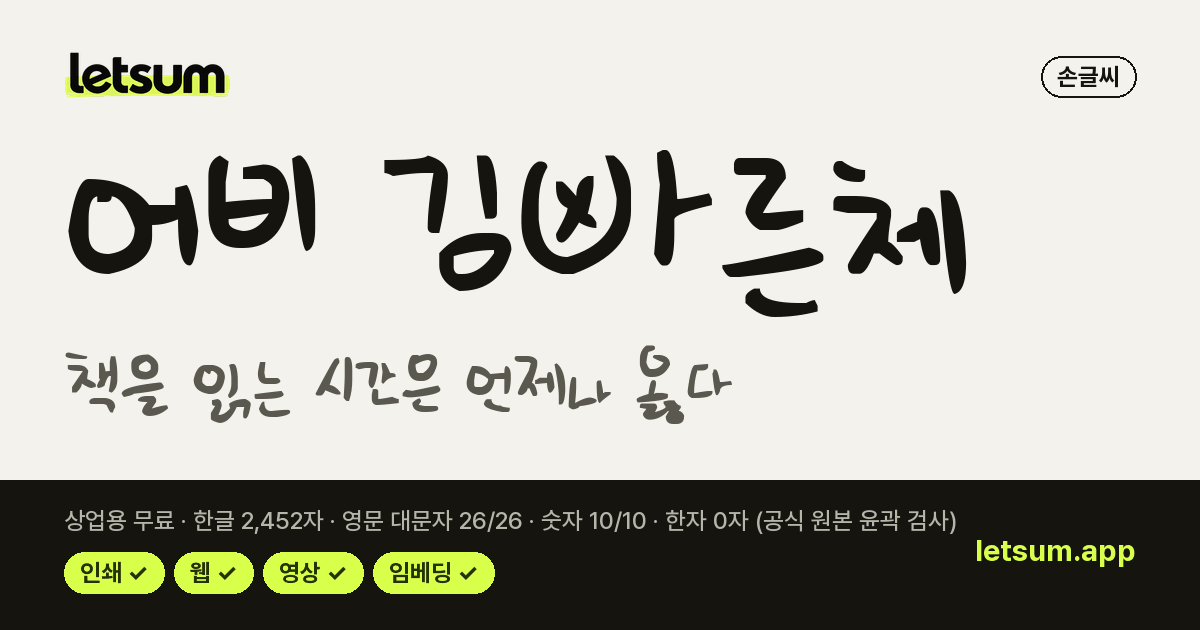 letsum
손글씨
어비 김빠른체
책을 읽는 시간은 언제나 옳다
상업용 무료 · 한글 2,452자 · 영문 대문자 26/26 · 숫자 10/10 · 한자 0자 (공식 원본 윤곽 검사)
인쇄 ✓ 웹 ✓ 영상 ✓ 임베딩 ✓
letsum.app